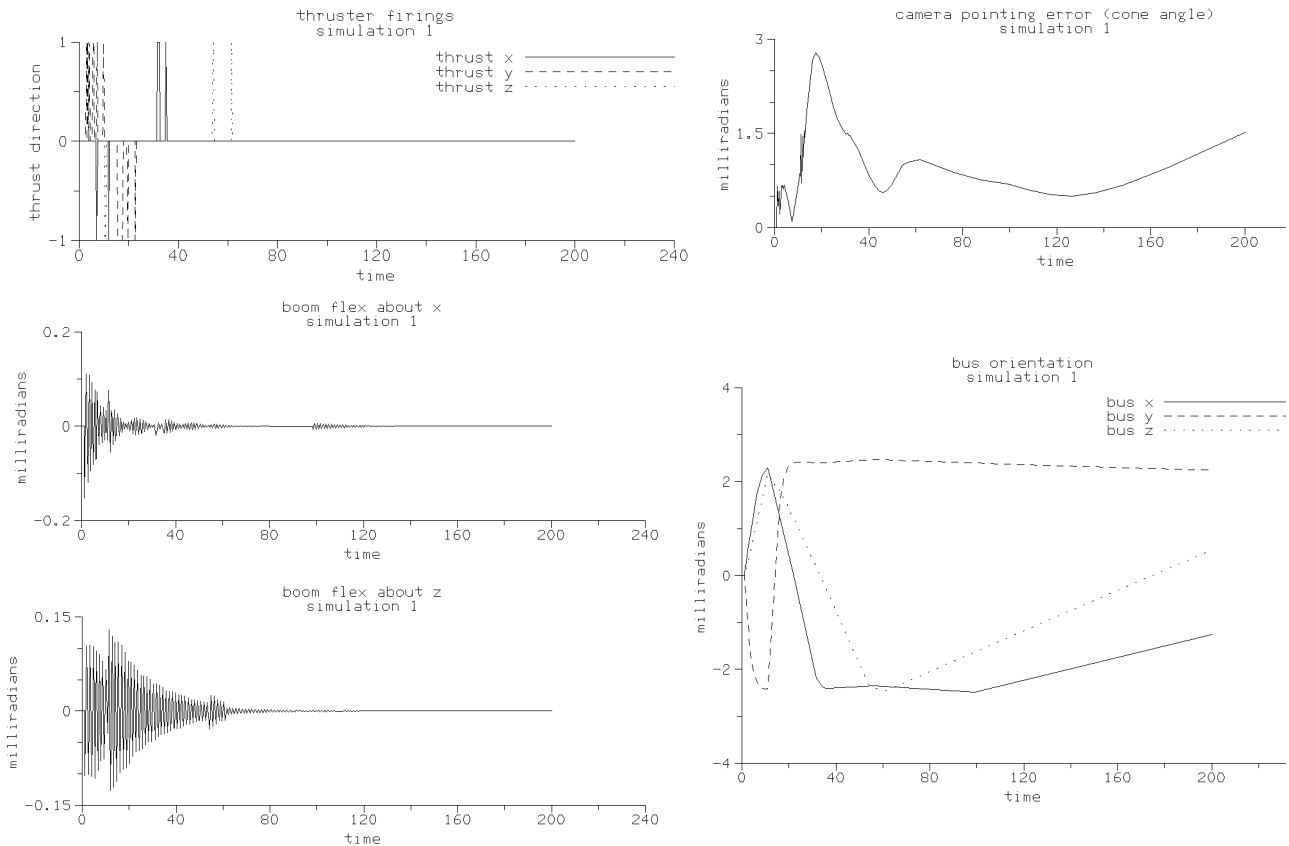 thruster firings
simulation 1
1
0
-1
thrust direction
thrust x
thrust y
thrust z
0
40
80
120
160
200
240
time
camera pointing error (cone angle)
simulation 1
3
1.5
0
milliradians
0
40
80
120
160
200
time
boom flex about x
simulation 1
0.2
0
-0.2
milliradians
0
40
80
120
160
200
240
time
bus orientation
simulation 1
4
2
0
-2
-4
milliradians
bus x
bus y
bus z
0
40
80
120
160
200
time
boom flex about z
simulation 1
0.15
0
-0.15
milliradians
0
40
80
120
160
200
240
time